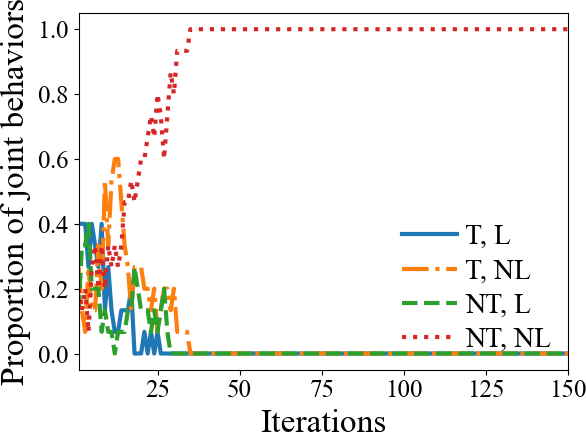 Proportion of joint behaviors
1.0
0.8
0.6
0.4
0.2
0.0
T, L
T, NL
NT, L
NT, NL
25 50 75 100 125 150
Iterations